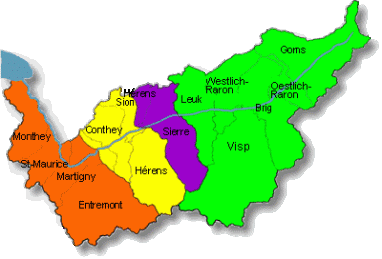 Goms
Westlich-
Raron
Oestlich-
Raron
Hérens
Sion
Leuk
Brig
Monthey
Conthey
Sierre
Visp
St-Maurice
Martigny
Hérens
Entremont